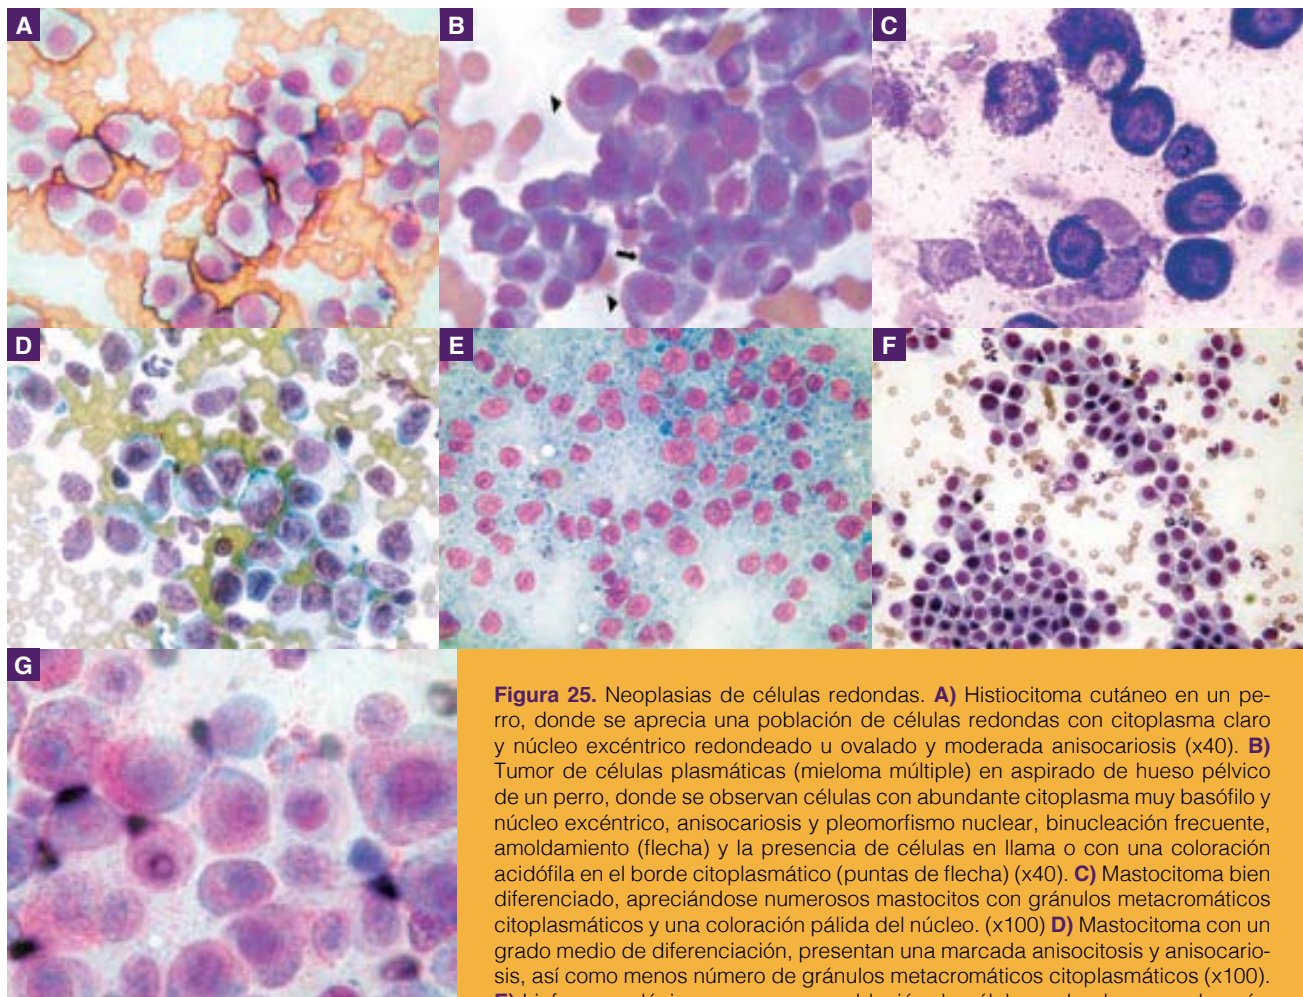 A
B
C
D
E
F
G
Figura 25. Neoplasias de células redondas. A) Histiocitoma cutáneo en un pe-
rro, donde se aprecia una población de células redondas con citoplasma claro
y núcleo excéntrico redondeado u ovalado y moderada anisocariosis (x40). B)
Tumor de células plasmáticas (mieloma múltiple) en aspirado de hueso pélvico
de un perro, donde se observan células con abundante citoplasma muy basófilo y
núcleo excéntrico, anisocariosis y pleomorfismo nuclear, binucleación frecuente,
amoldamiento (flecha) y la presencia de células en llama o con una coloración
acidófila en el borde citoplasmático (puntas de flecha) (x40). C) Mastocitoma bien
diferenciado, apreciándose numerosos mastocitos con gránulos metacromáticos
citoplasmáticos y una coloración pálida del núcleo. (x100) D) Mastocitoma con un
grado medio de diferenciación, presentan una marcada anisocitosis y anisocario-
sis, así como menos número de gránulos metacromáticos citoplasmáticos (x100).